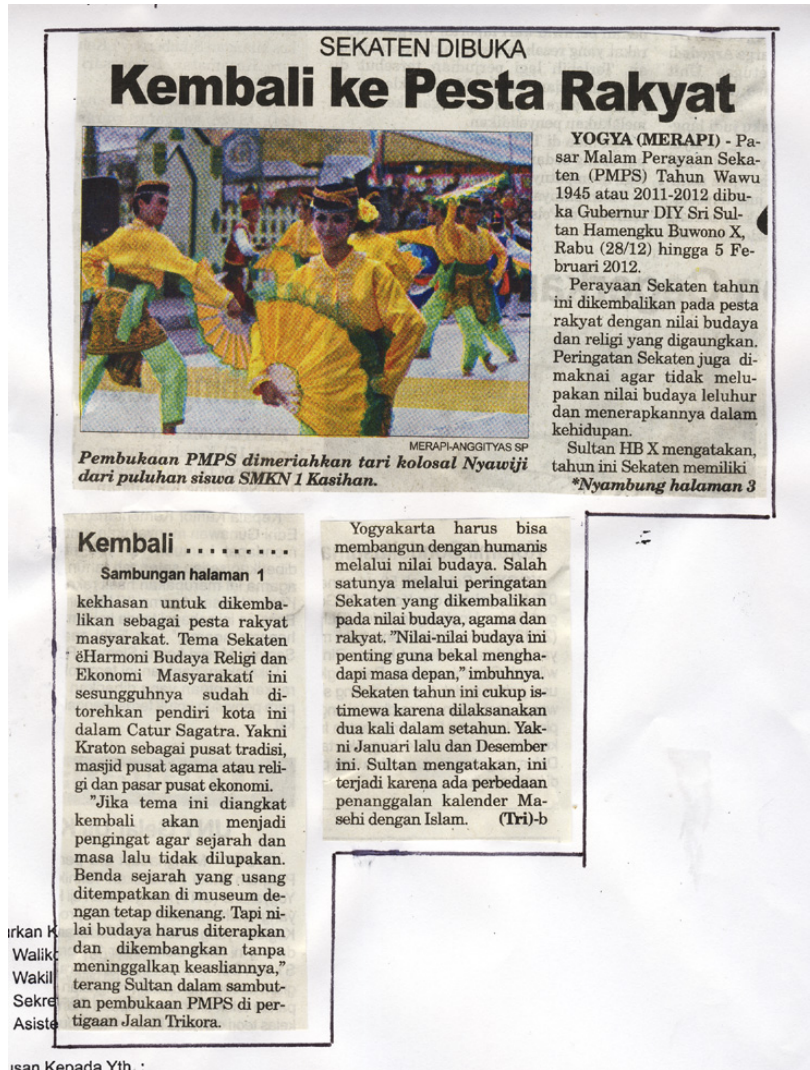 SEKATEN DIBUKA
Kembali ke Pesta Rakyat
MERAPI-ANGGITYAS SP
Pembukaan PMPS dimeriahkan tari kolosal Nyawiji
dari puluhan siswa SMKN 1 Kasihan.
YOGYA (MERAPI) - Pa-
sar Malam Perayaan Seka-
ten (PMPS) Tahun Wawu
1945 atau 2011-2012 dibu-
ka Gubernur DIY Sri Sul-
tan Hamengku Buwono X,
Rabu (28/12) hingga 5 Fe-
bruari 2012.
Perayaan Sekaten tahun
ini dikembalikan pada pesta
rakyat dengan nilai budaya
dan religi yang digaungkan.
Peringatan Sekaten juga di-
maknai agar tidak melu-
pakan nilai budaya leluhur
dan menerapkannya dalam
kehidupan.
Sultan HB X mengatakan,
tahun ini Sekaten memiliki
*Nyambung halaman 3
Kembali .........
Sambungan halaman 1
kekhasan untuk dikemba-
likan sebagai pesta rakyat
masyarakat. Tema Sekaten
ëHarmoni Budaya Religi dan
Ekonomi Masyarakatí ini
sesungguhnya sudah di-
torehkan pendiri kota ini
dalam Catur Sagatra. Yakni
Kraton sebagai pusat tradisi,
masjid pusat agama atau reli-
gi dan pasar pusat ekonomi.
"Jika tema ini diangkat
kembali akan menjadi
pengingat agar sejarah dan
masa lalu tidak dilupakan.
Benda sejarah yang usang
ditempatkan di museum de-
ngan tetap dikenang. Tapi ni-
lai budaya harus diterapkan
dan dikembangkan tanpa
meninggalkan keasliannya,"
terang Sultan dalam sambut-
an pembukaan PMPS di per-
tigaan Jalan Trikora.
Yogyakarta harus bisa
membangun dengan humanis
melalui nilai budaya. Salah
satunya melalui peringatan
Sekaten yang dikembalikan
pada nilai budaya, agama dan
rakyat. "Nilai-nilai budaya ini
penting guna bekal mengha-
dapi masa depan," imbuhnya.
Sekaten tahun ini cukup is-
timewa karena dilaksanakan
dua kali dalam setahun. Yak-
ni Januari lalu dan Desember
ini. Sultan mengatakan, ini
terjadi karena ada perbedaan
penanggalan kalender Ma-
sehi dengan Islam. (Tri)-b
urkan K
Waliko
Wakil
Sekre
Asiste
usan Kepada Yth. :